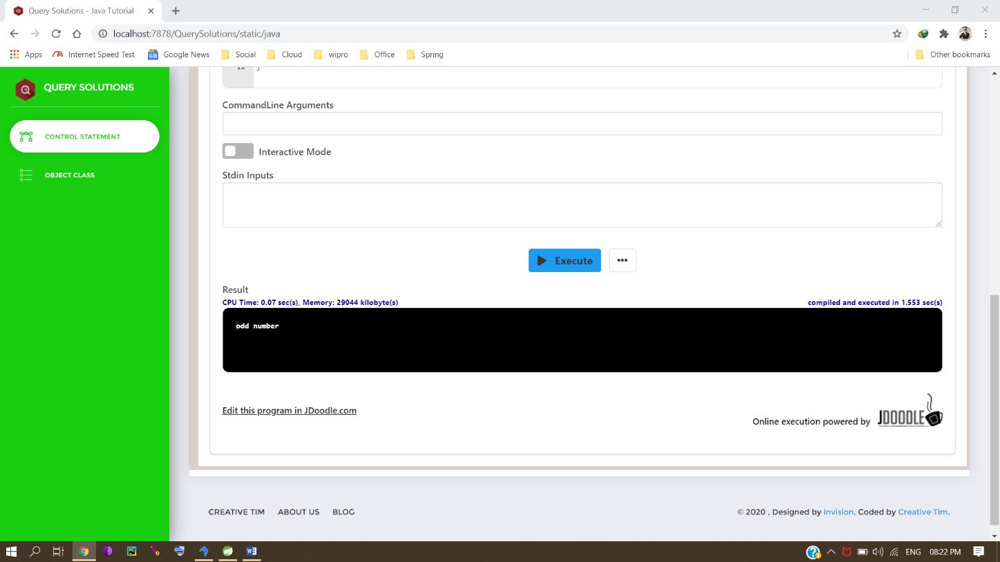 Query Solutions - Java Tutorial
localhost:7878/QuerySolutions/static/java
Apps Internet Speed Test Google News Social Cloud wipro Office Spring Other bookmarks
QUERY SOLUTIONS
CONTROL STATEMENT
OBJECT CLASS
12 }
CommandLine Arguments
Interactive Mode
Stdin Inputs
Execute •••
Result
CPU Time: 0.07 sec(s), Memory: 29044 kilobyte(s) compiled and executed in 1.553 sec(s)
odd number
Edit this program in JDoodle.com
Online execution powered by JDOODLE
CREATIVE TIM ABOUT US BLOG
© 2020 , Designed by Invision. Coded by Creative Tim.
ENG 08:22 PM